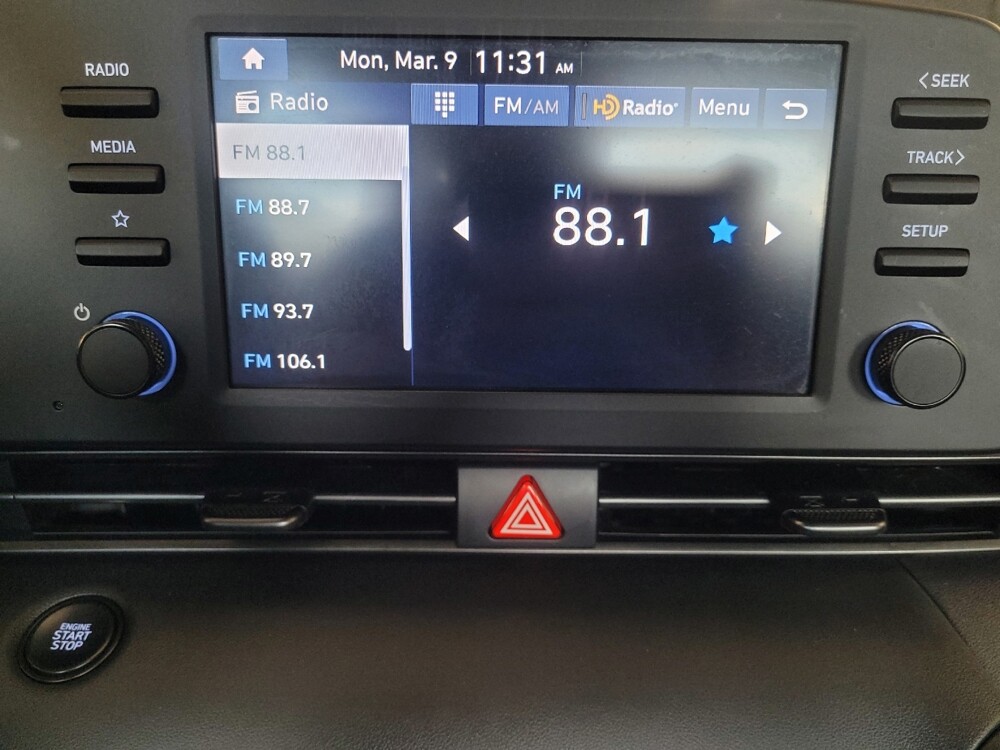 RADIO
MEDIA
Mon, Mar. 9 11:31 AM
Radio
FM/AM
HD Radio
Menu
FM 88.1
FM 88.7
FM 89.7
FM 93.7
FM 106.1
FM
88.1
SEEK
TRACK
SETUP
ENGINE
START
STOP